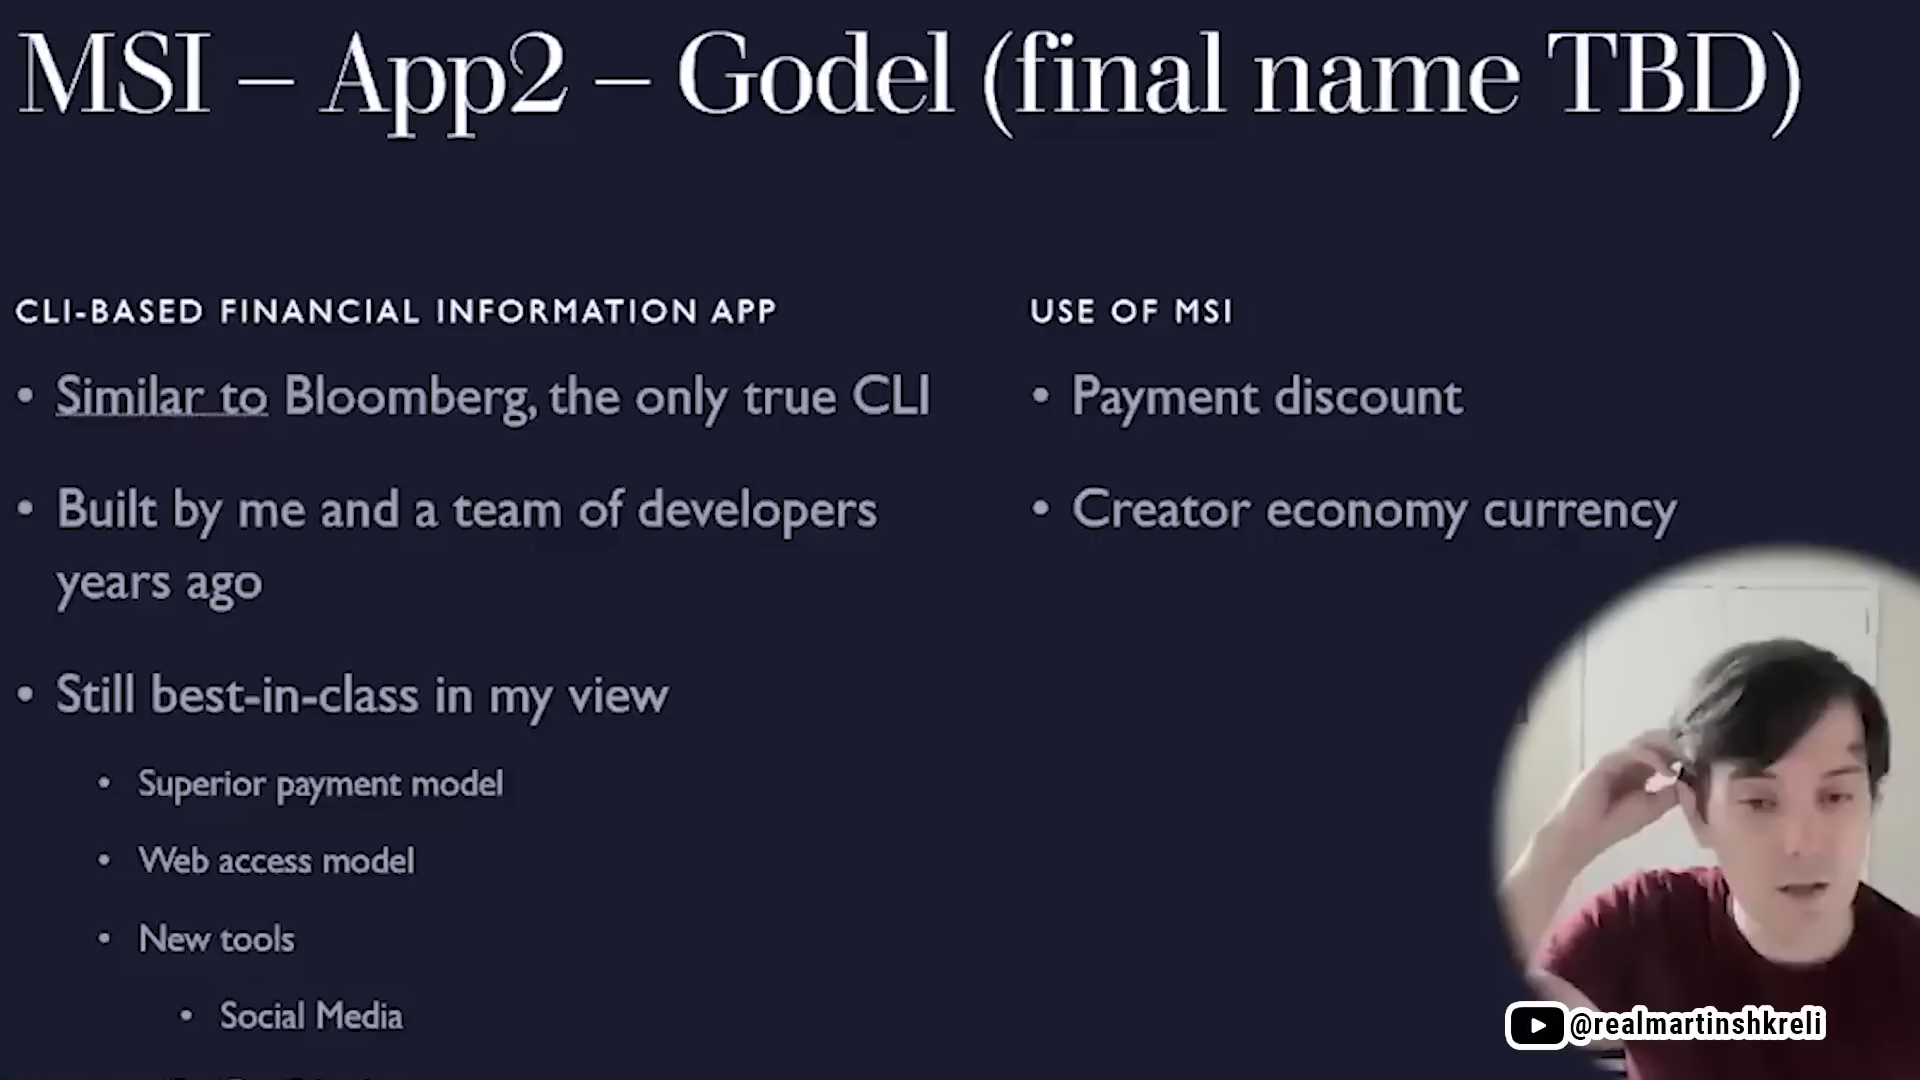 MSI – App2 – Godel (final name TBD)
CLI-BASED FINANCIAL INFORMATION APP
• Similar to Bloomberg, the only true CLI
• Built by me and a team of developers
years ago
• Still best-in-class in my view
• Superior payment model
• Web access model
• New tools
• Social Media
USE OF MSI
• Payment discount
• Creator economy currency
@realmartinshkreli